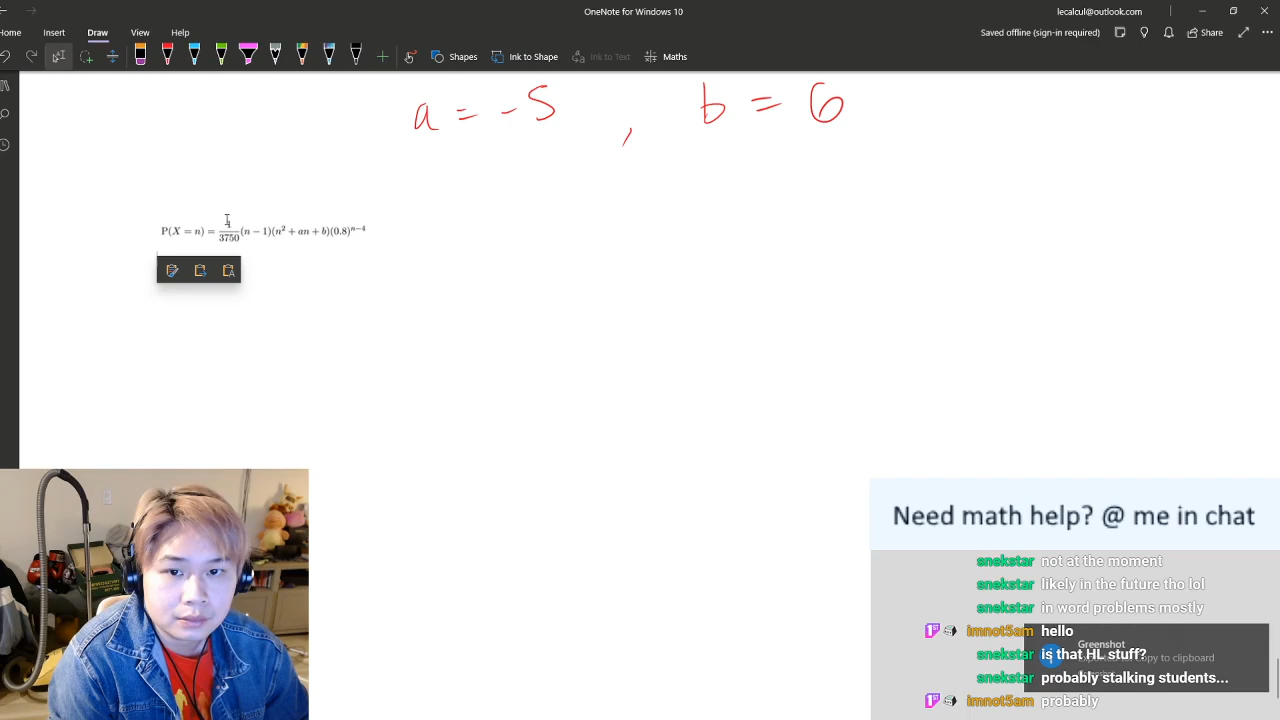 OneNote for Windows 10
lecalcul@outlook.com
Home Insert Draw View Help
Saved offline (sign-in required)
Share
Shapes
Ink to Shape
Ink to Text
Maths
a = -5 , b = 6
P(X = n) = 1/3750 (n − 1)(n² + an + b)(0.8)ⁿ⁻⁴
Need math help? @ me in chat
snekstar not at the moment
snekstar likely in the future tho lol
snekstar in word problems mostly
imnot5am hello
Greenshot
snekstar is that HL stuff?
snekstar probably stalking students...
imnot5am probably